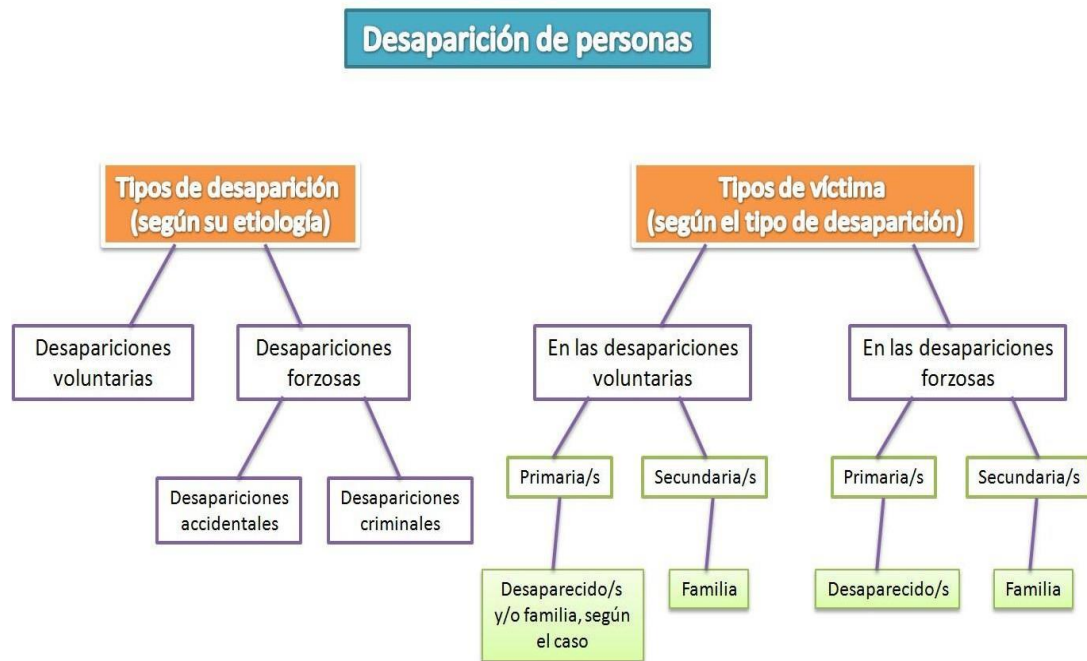 Desaparición de personas
Tipos de desaparición
(según su etiología)
Tipos de víctima
(según el tipo de desaparición)
Desapariciones
voluntarias
Desapariciones
forzosas
En las desapariciones
voluntarias
En las desapariciones
forzosas
Desapariciones
accidentales
Desapariciones
criminales
Primaria/s
Secundaria/s
Primaria/s
Secundaria/s
Desaparecido/s
y/o familia, según
el caso
Familia
Desaparecido/s
Familia